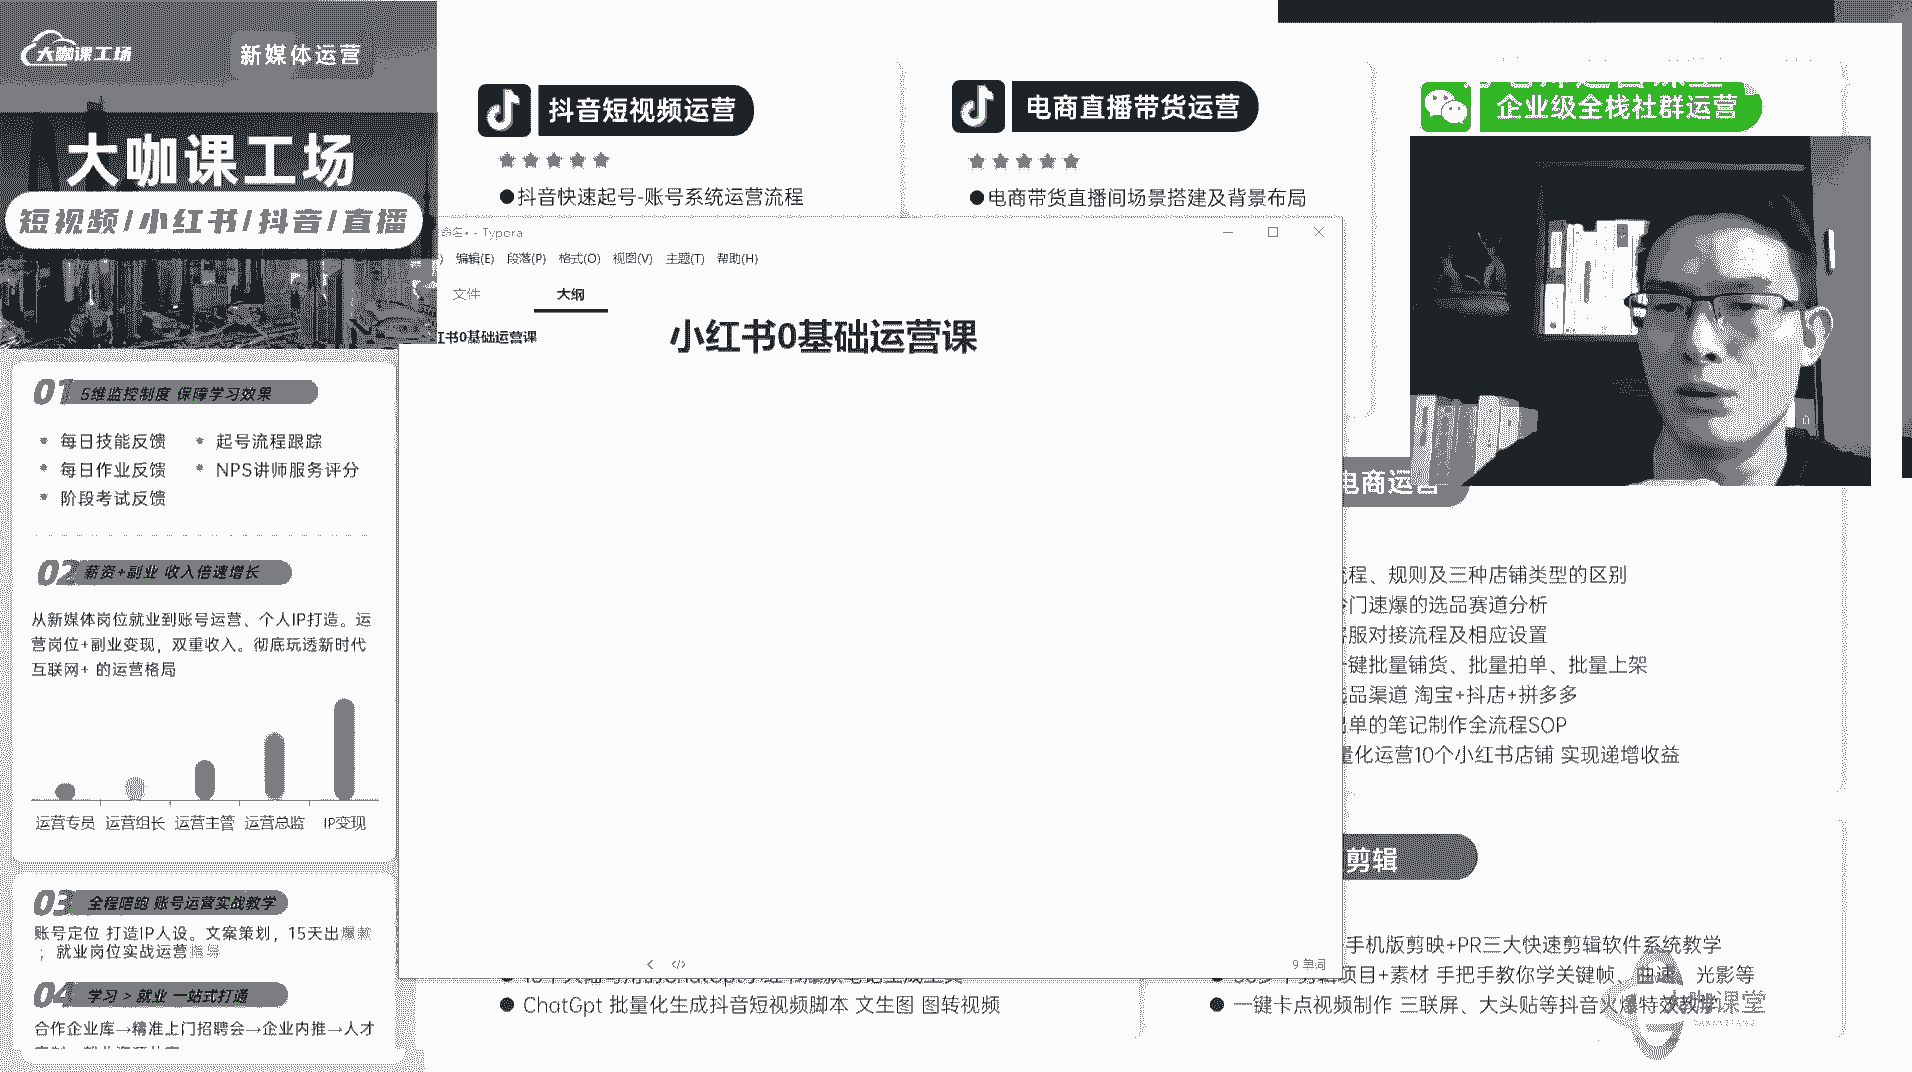 大咖课工场
新媒体运营
大咖课工场
短视频/小红书/抖音/直播
01 5维监控制度 保障学习效果
每日技能反馈
起号流程跟踪
每日作业反馈
NPS讲师服务评分
阶段考试反馈
02 薪资+副业 收入倍速增长
从新媒体岗位就业到账号运营、个人IP打造。运
营岗位+副业变现，双重收入。彻底玩透新时代
互联网+ 的运营格局
运营专员 运营组长 运营主管 运营总监 IP变现
03 全程陪跑 账号运营实战教学
账号定位 打造IP人设。文案策划，15天出爆款
；就业岗位实战运营指导
04 学习 > 就业 一站式打通
合作企业库→精准上门招聘会→企业内推→人才
抖音短视频运营
●抖音快速起号-账号系统运营流程
电商直播带货运营
●电商带货直播间场景搭建及背景布局
企业级全栈社群运营
命名• - Typora
) 编辑(E) 段落(P) 格式(O) 视图(V) 主题(T) 帮助(H)
文件 大纲
红书0基础运营课
小红书0基础运营课
9 单词
电商运营
流程、规则及三种店铺类型的区别
冷门速爆的选品赛道分析
客服对接流程及相应设置
一键批量铺货、批量拍单、批量上架
选品渠道 淘宝+抖店+拼多多
出单的笔记制作全流程SOP
量化运营10个小红书店铺 实现递增收益
● ChatGpt 批量化生成抖音短视频脚本 文生图 图转视频
剪辑
手机版剪映+PR三大快速剪辑软件系统教学
项目+素材 手把手教你学关键帧、曲速、光影等
● 一键卡点视频制作 三联屏、大头贴等抖音火爆特效教学